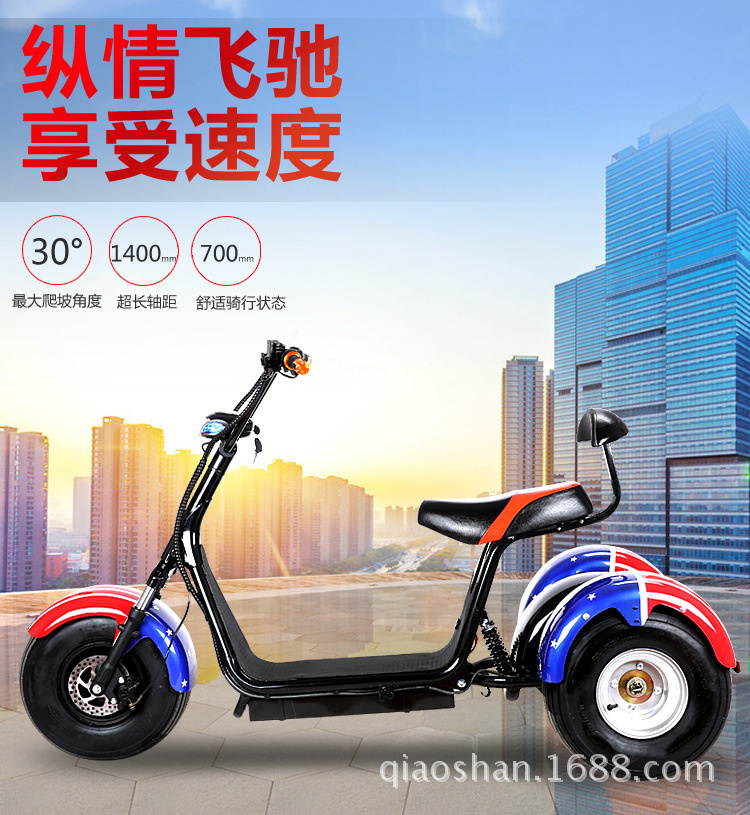 纵情飞驰
享受速度
30° 1400mm 700mm
最大爬坡角度 超长轴距 舒适骑行状态
qiaoshan.1688.com